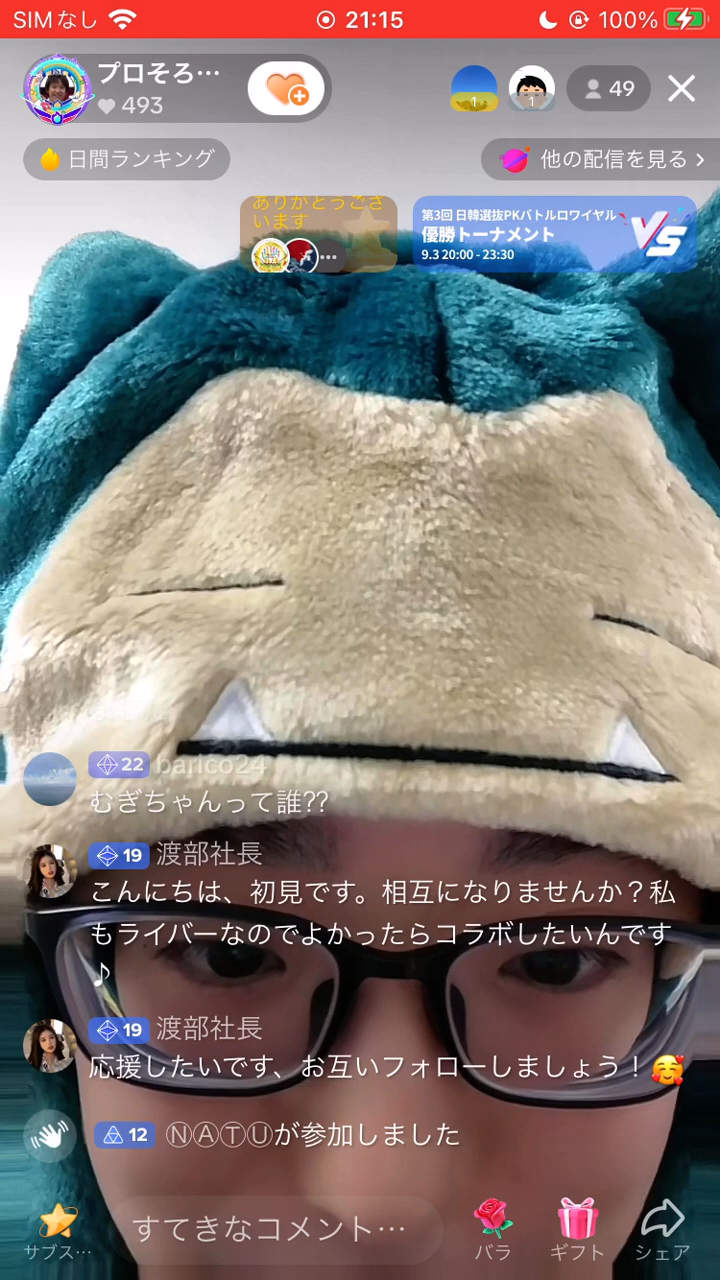 SIMなし 21:15 100%
プロそろ…
493
1 1 49
日間ランキング 他の配信を見る
ありがとうござ
います
第3回 日韓選抜PKバトルロワイヤル
優勝トーナメント
9.3 20:00 - 23:30
VS
22 barico24
むぎちゃんって誰??
19 渡部社長
こんにちは、初見です。相互になりませんか？私
もライバーなのでよかったらコラボしたいんです
♪
19 渡部社長
応援したいです、お互いフォローしましょう！🥰
12 ⓃⒶⓉⓊが参加しました
すてきなコメント…
サブス… バラ ギフト シェア